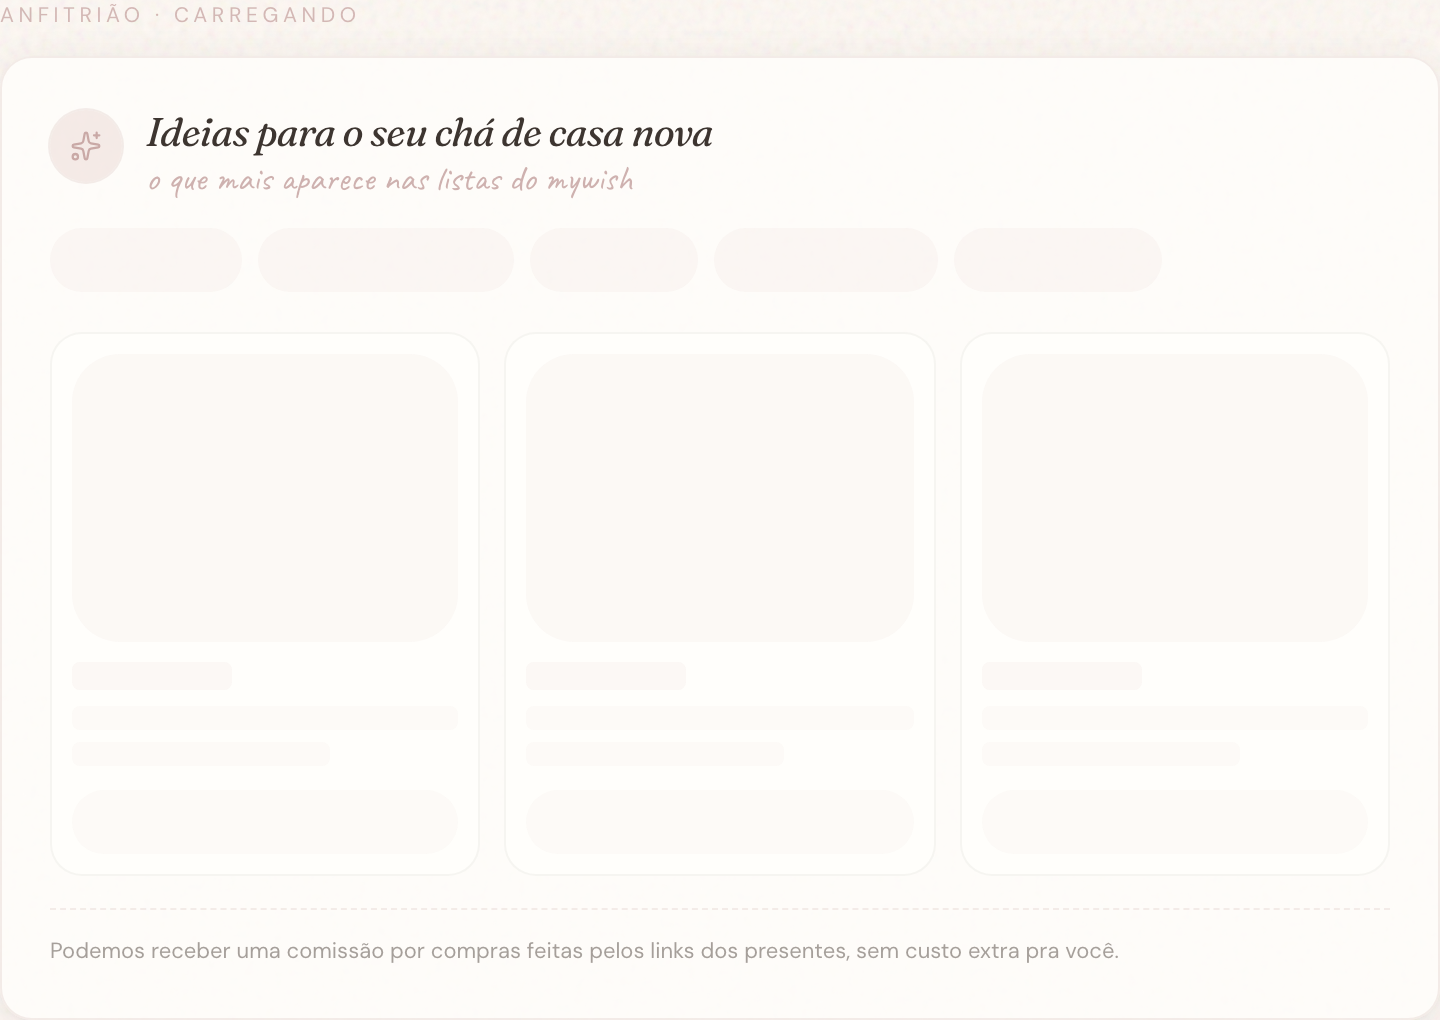 ANFITRIÃO · CARREGANDO
Ideias para o seu chá de casa nova
o que mais aparece nas listas do mywish
Podemos receber uma comissão por compras feitas pelos links dos presentes, sem custo extra pra você.